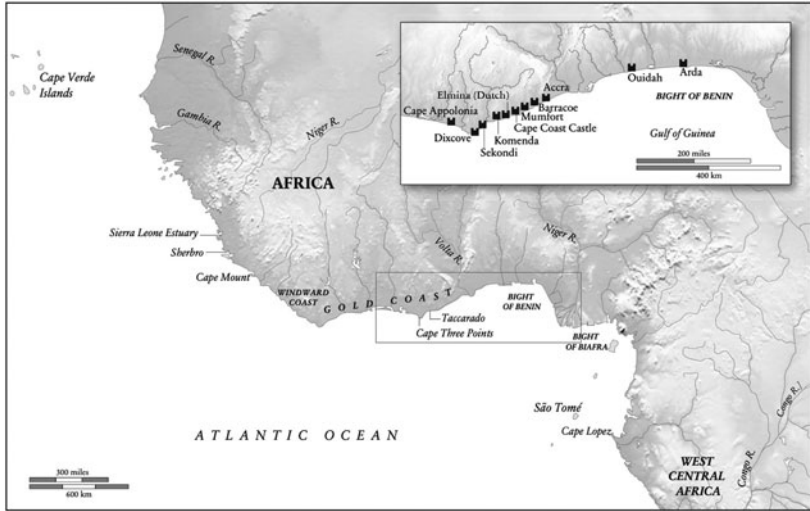 Senegal R.
Cape Verde
Islands
Gambia R.
Niger R.
AFRICA
Sierra Leone Estuary
Sherbro
Cape Mount
WINDWARD
COAST
GOLD COAST
Volta R.
Niger R.
BIGHT
OF BENIN
Taccarado
Cape Three Points
BIGHT
OF BIAFRA
São Tomé
Cape Lopez
ATLANTIC OCEAN
WEST
CENTRAL
AFRICA
Congo R.
Congo R.
300 miles
600 km
Accra
Ouidah
Arda
Elmina (Dutch)
Barracoe
BIGHT OF BENIN
Cape Appolonia
Mumfort
Cape Coast Castle
Gulf of Guinea
Dixcove
Komenda
Sekondi
200 miles
400 km